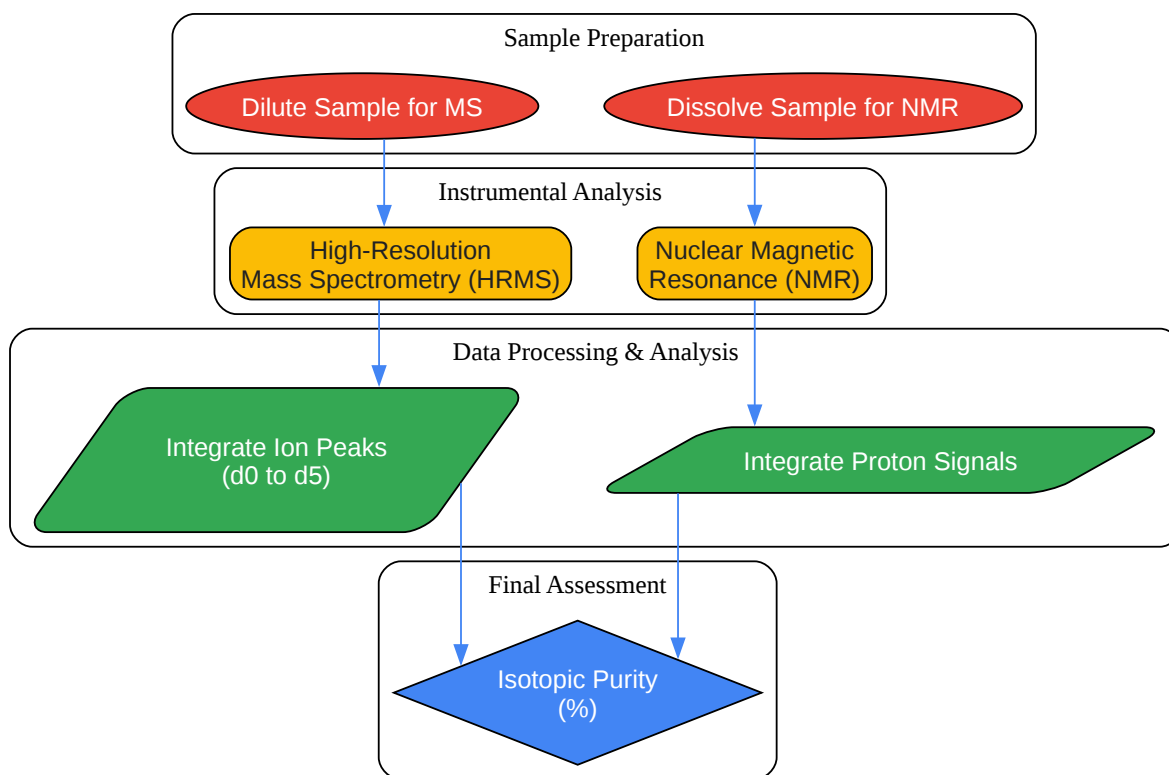 Sample Preparation
Dilute Sample for MS
Dissolve Sample for NMR
Instrumental Analysis
High-Resolution
Mass Spectrometry (HRMS)
Nuclear Magnetic
Resonance (NMR)
Data Processing & Analysis
Integrate Ion Peaks
(d0 to d5)
Integrate Proton Signals
Final Assessment
Isotopic Purity
(%)